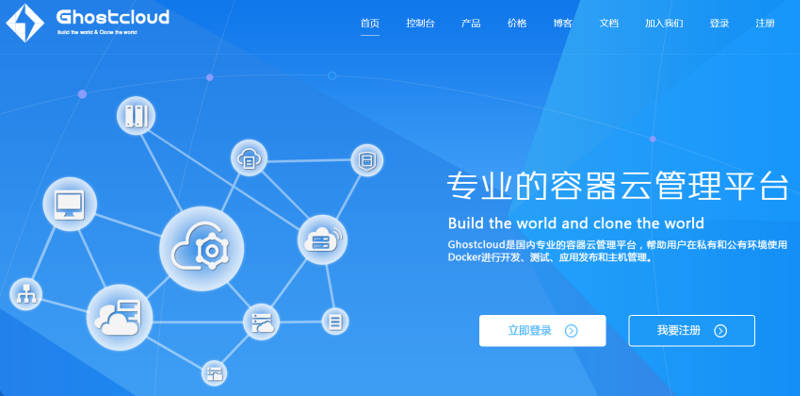 Ghostcloud
Build the world & Clone the world
首页 控制台 产品 价格 博客 文档 加入我们 登录 注册
专业的容器云管理平台
Build the world and clone the world
Ghostcloud是国内专业的容器云管理平台，帮助用户在私有和公有环境使用
Docker进行开发、测试、应用发布和主机管理。
立即登录
我要注册